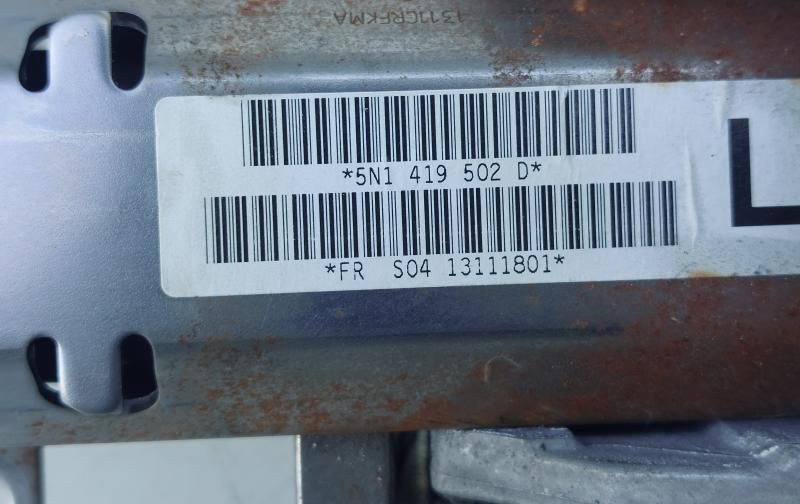 1311CRFKMA
*5N1 419 502 D*
L
*FR S04 13111801*